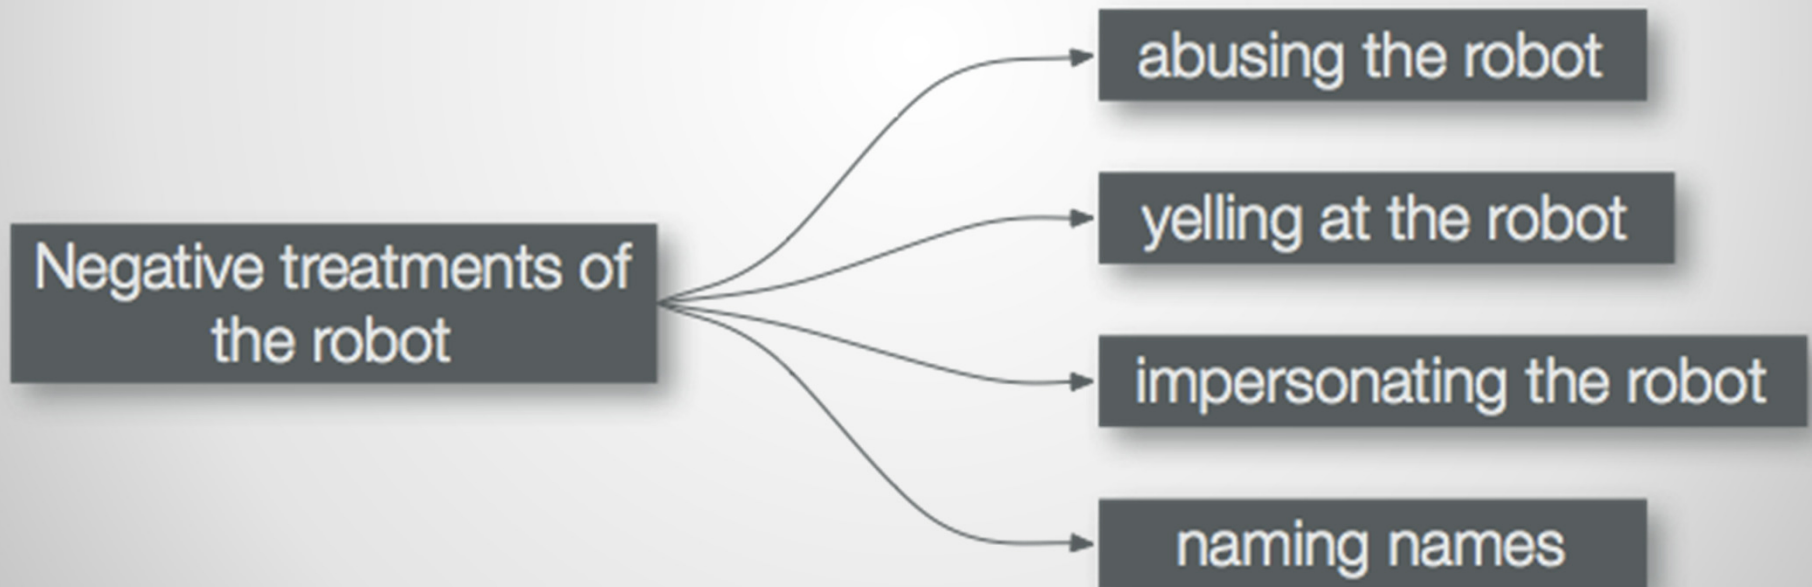 Negative treatments of
the robot
abusing the robot
yelling at the robot
impersonating the robot
naming names